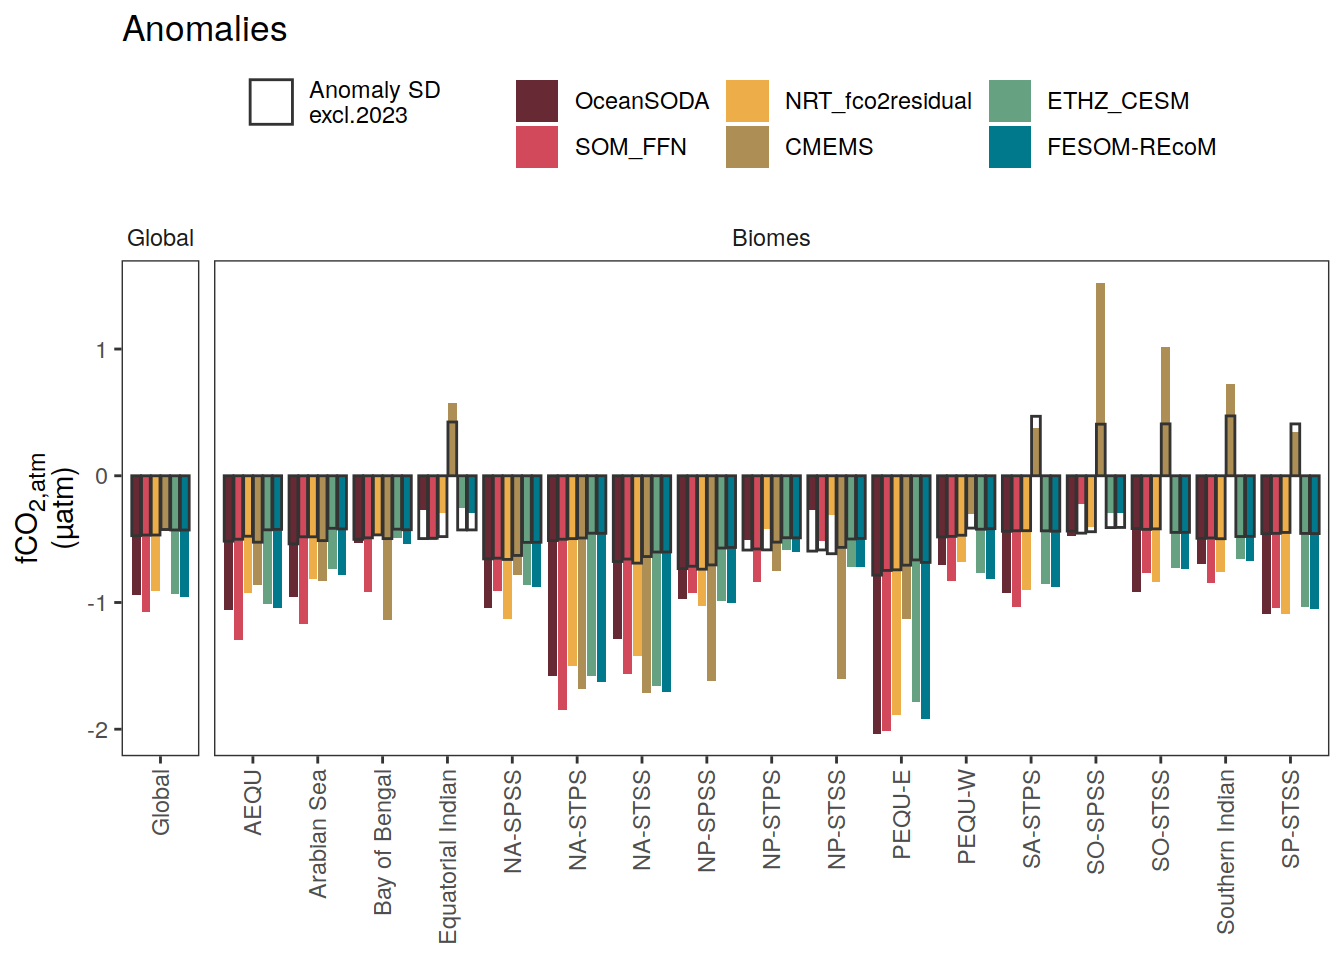 Anomalies
Anomaly SD
excl.2023
OceanSODA
SOM_FFN
NRT_fco2residual
CMEMS
ETHZ_CESM
FESOM-REcoM
Global
Biomes
fCO2,atm
(µatm)
1
0
-1
-2
Global
AEQU
Arabian Sea
Bay of Bengal
Equatorial Indian
NA-SPSS
NA-STPS
NA-STSS
NP-SPSS
NP-STPS
NP-STSS
PEQU-E
PEQU-W
SA-STPS
SO-SPSS
SO-STSS
Southern Indian
SP-STSS